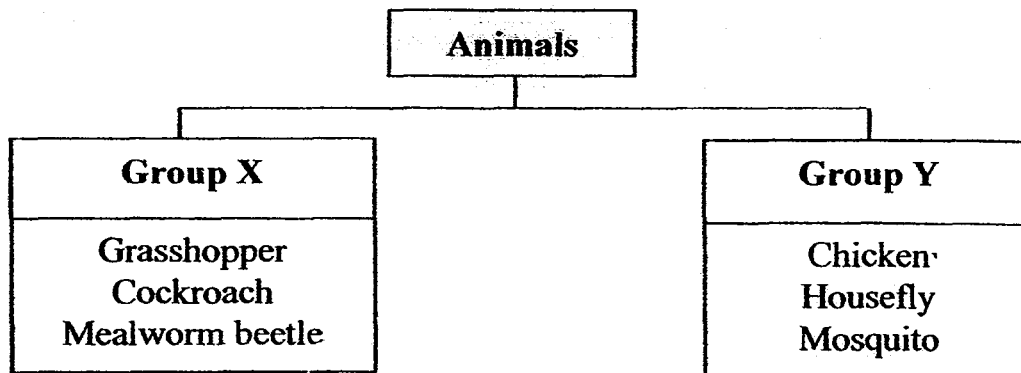 Animals
Group X
Grasshopper
Cockroach
Mealworm beetle
Group Y
Chicken
Housefly
Mosquito